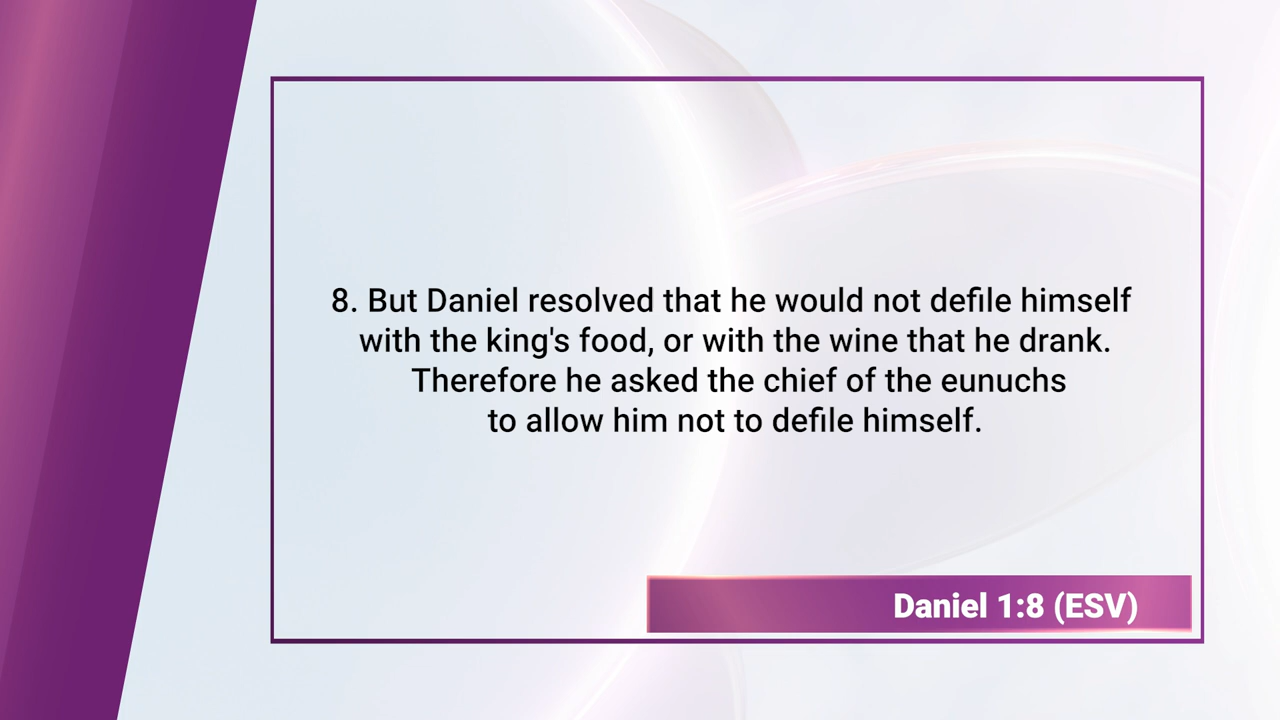 8. But Daniel resolved that he would not defile himself
with the king's food, or with the wine that he drank.
Therefore he asked the chief of the eunuchs
to allow him not to defile himself.
Daniel 1:8 (ESV)